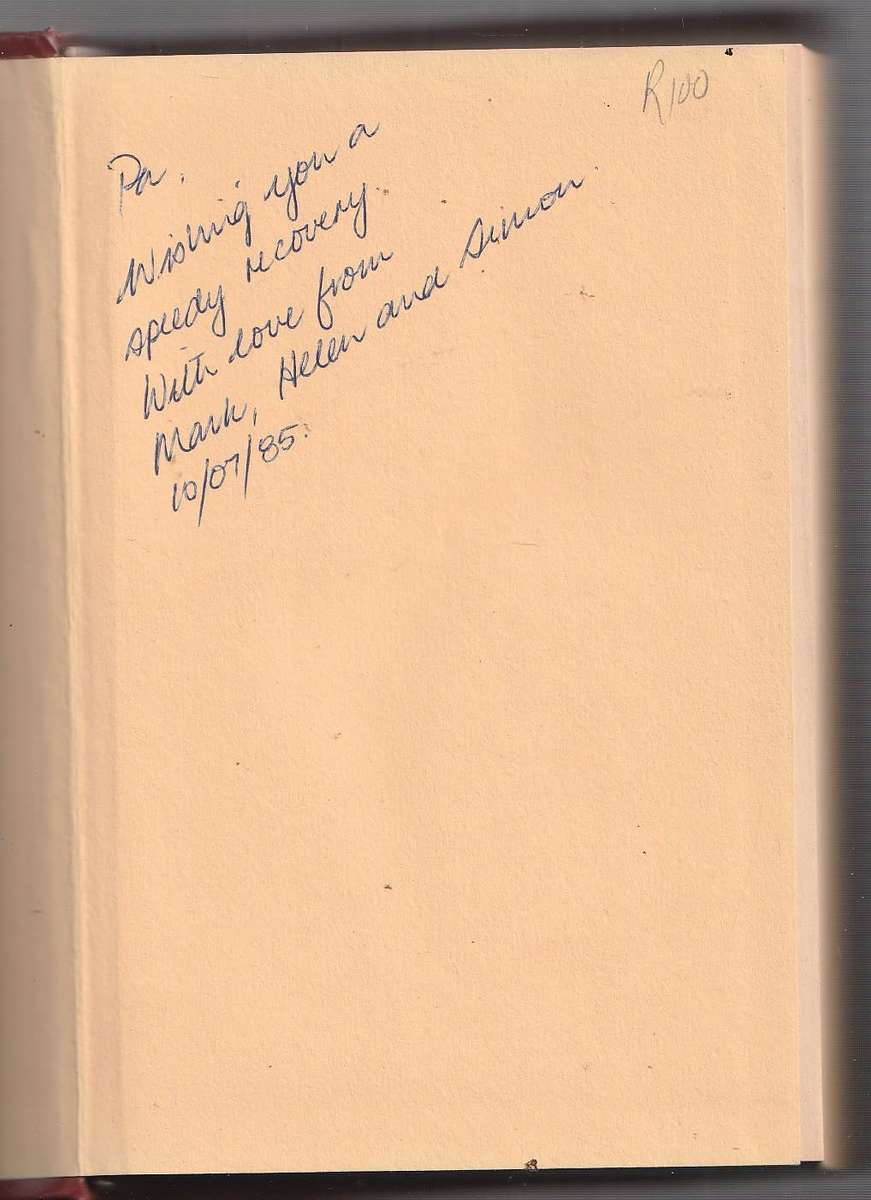 R100
Pa,
Wishing you a
speedy recovery.
With love from
Mark, Helen and Simon.
10/07/85.